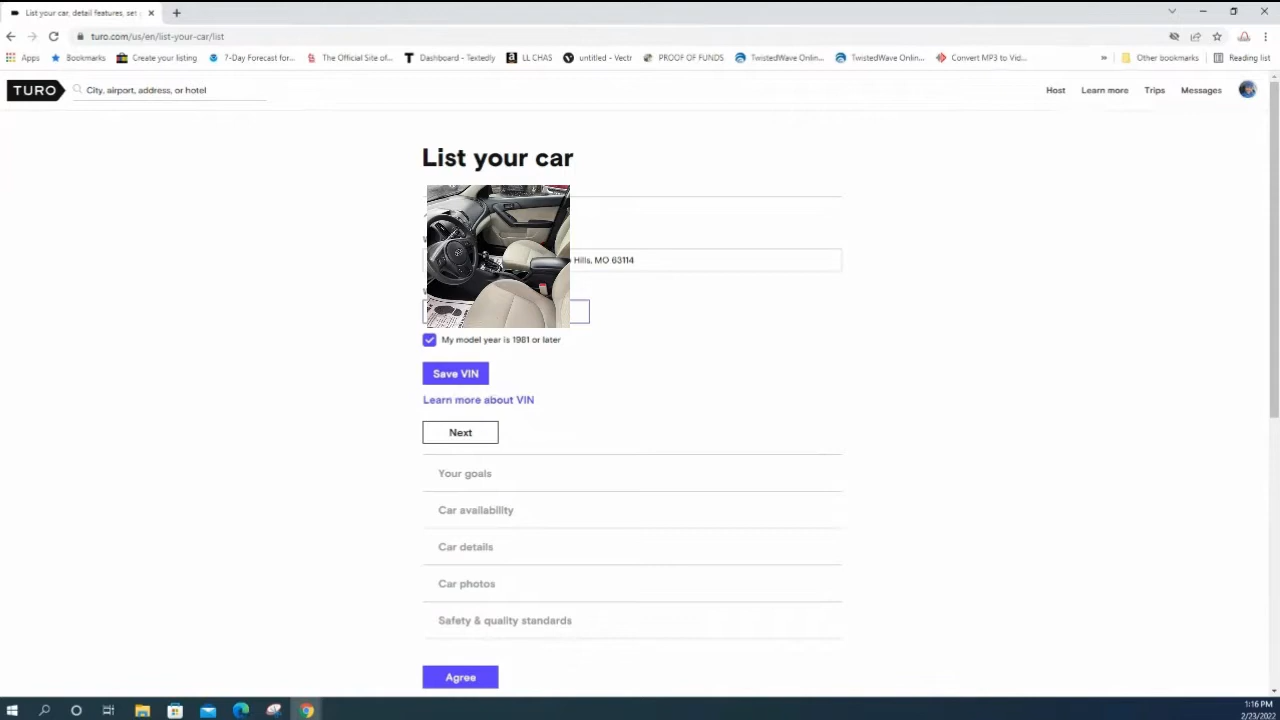 List your car, detail features, set
turo.com/us/en/list-your-car/list
Apps Bookmarks Create your listing 7-Day Forecast for... The Official Site of... Dashboard - Textedly LL CHAS untitled - Vectr PROOF OF FUNDS TwistedWave Onlin... TwistedWave Onlin... Convert MP3 to Vid... » Other bookmarks Reading list
TURO City, airport, address, or hotel Host Learn more Trips Messages
List your car
Hills, MO 63114
My model year is 1981 or later
Save VIN
Learn more about VIN
Next
Your goals
Car availability
Car details
Car photos
Safety & quality standards
Agree
1:16 PM
2/23/2022